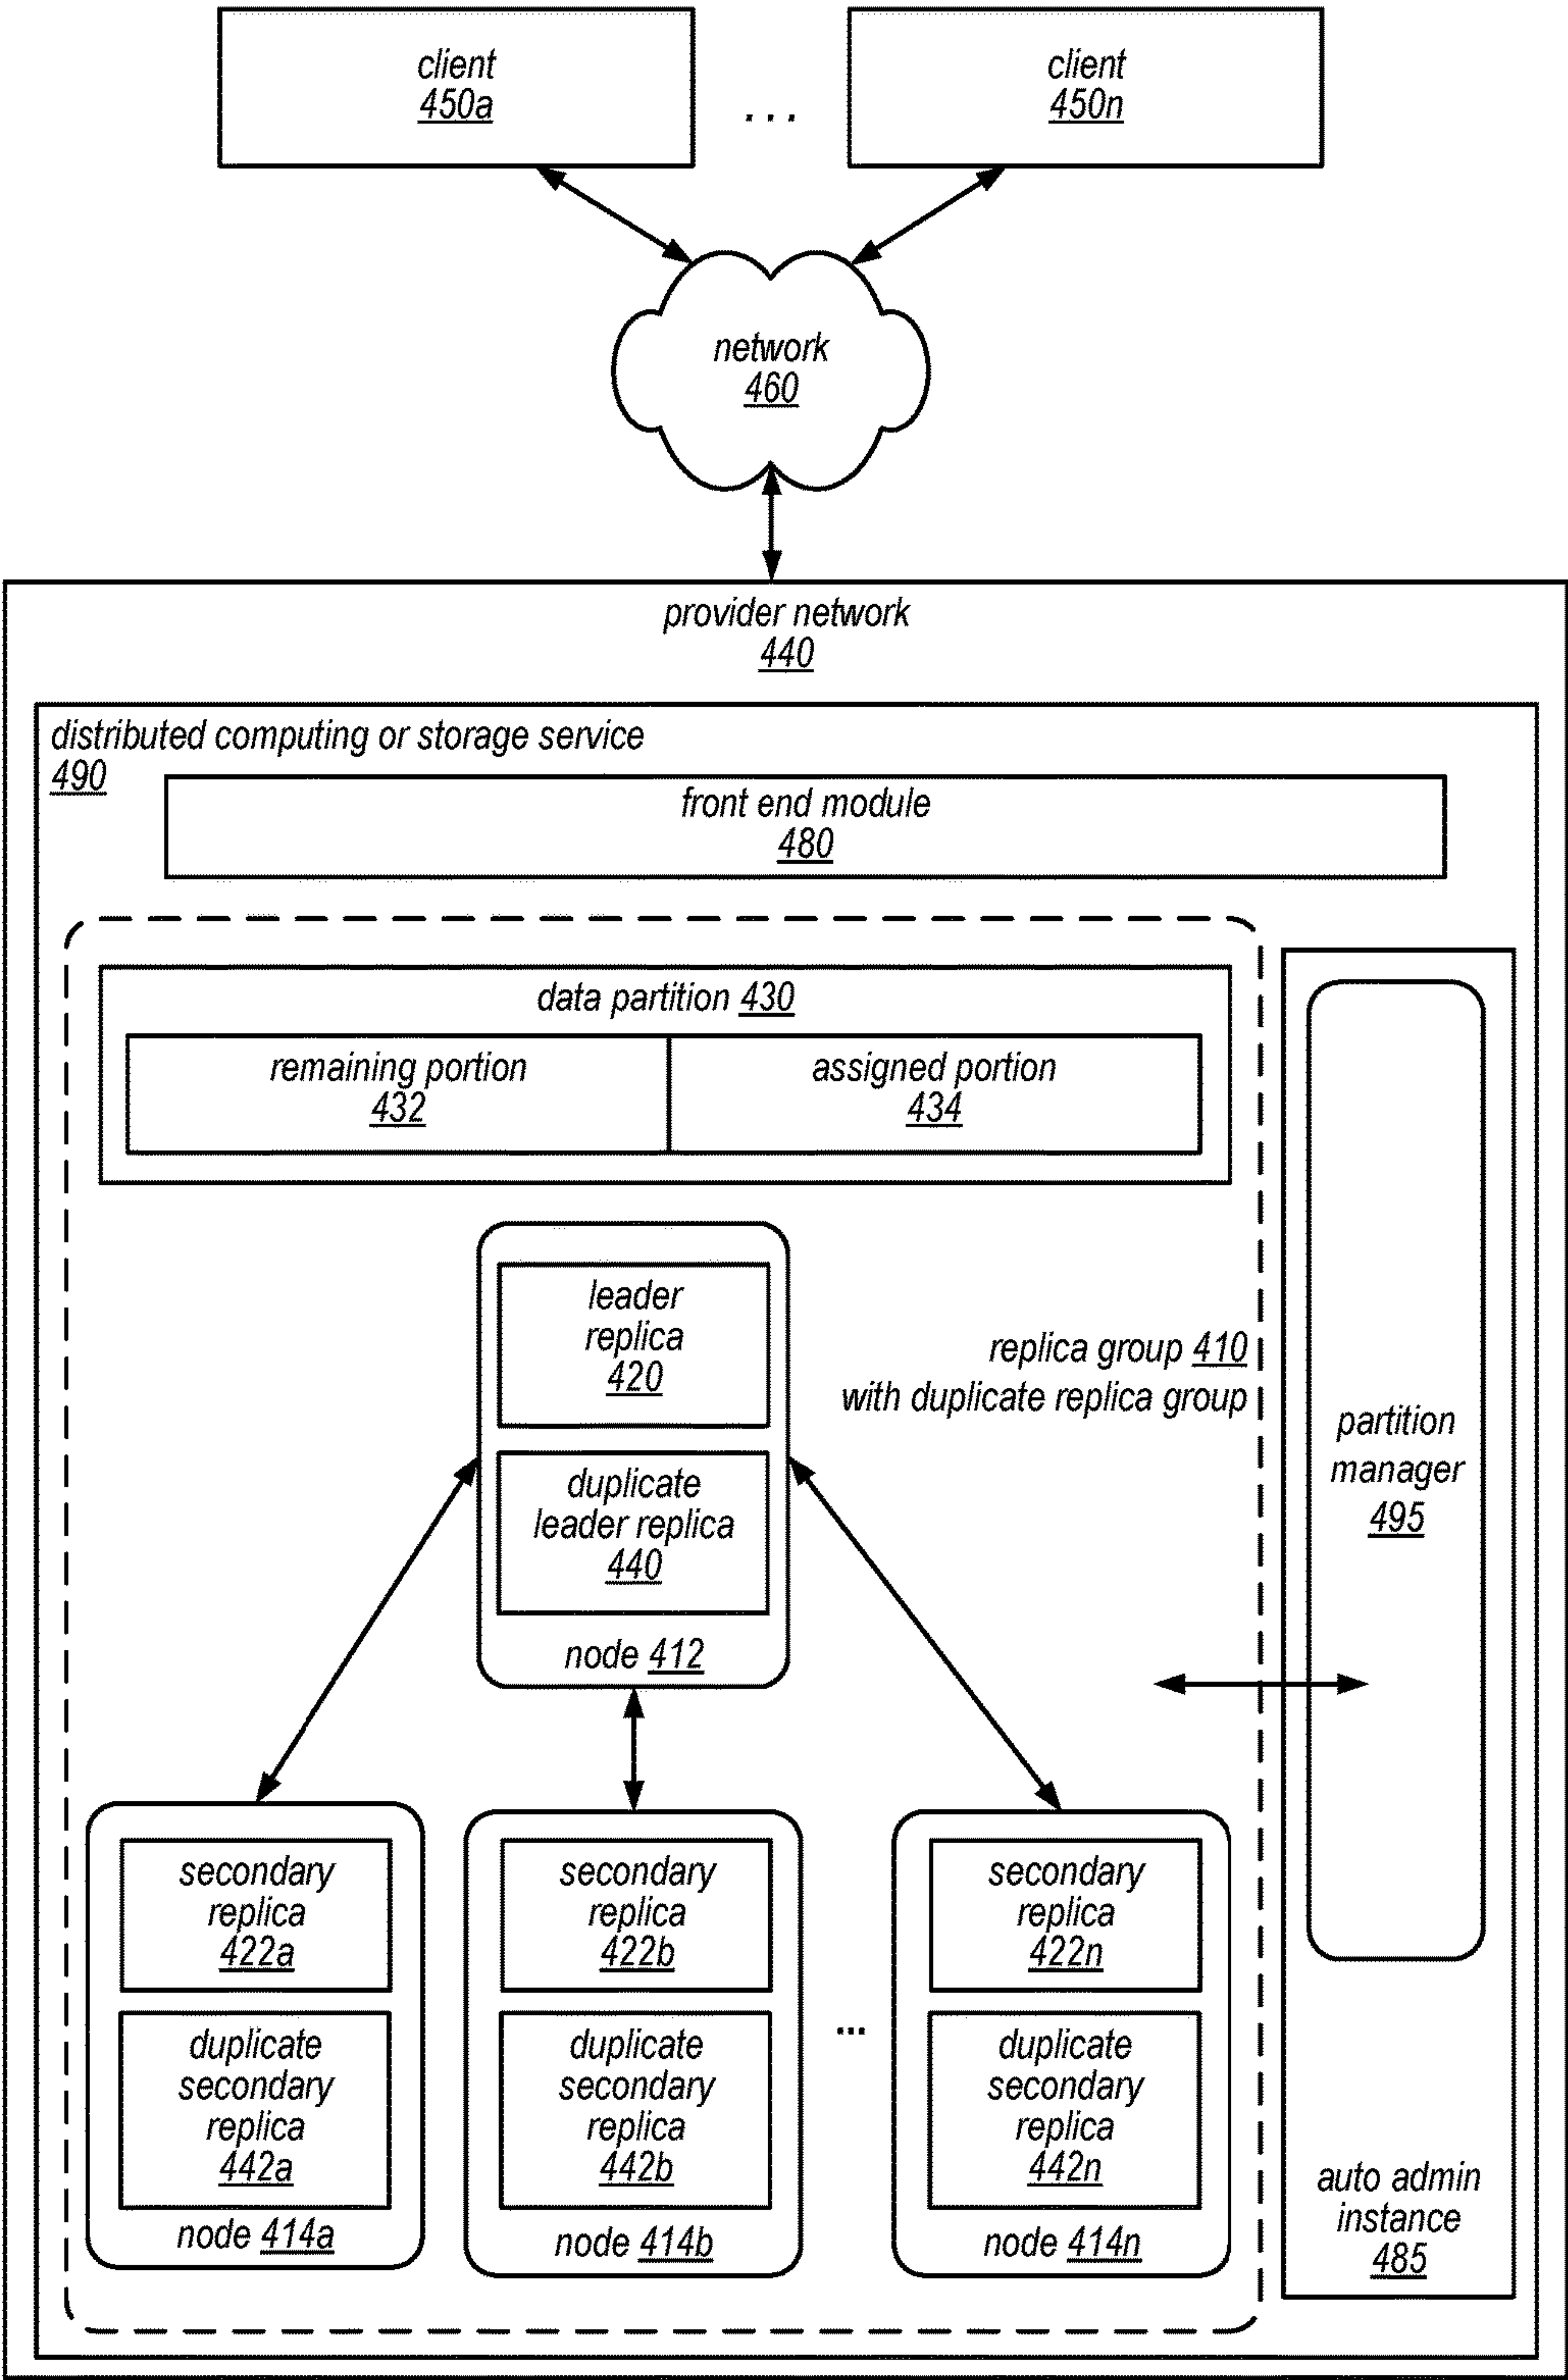 client
450a
...
client
450n
network
460
provider network
440
distributed computing or storage service
490
front end module
480
data partition 430
remaining portion
432
assigned portion
434
leader
replica
420
duplicate
leader replica
440
node 412
replica group 410
with duplicate replica group
partition
manager
495
secondary
replica
422a
duplicate
secondary
replica
442a
node 414a
secondary
replica
422b
duplicate
secondary
replica
442b
node 414b
...
secondary
replica
422n
duplicate
secondary
replica
442n
node 414n
auto admin
instance
485